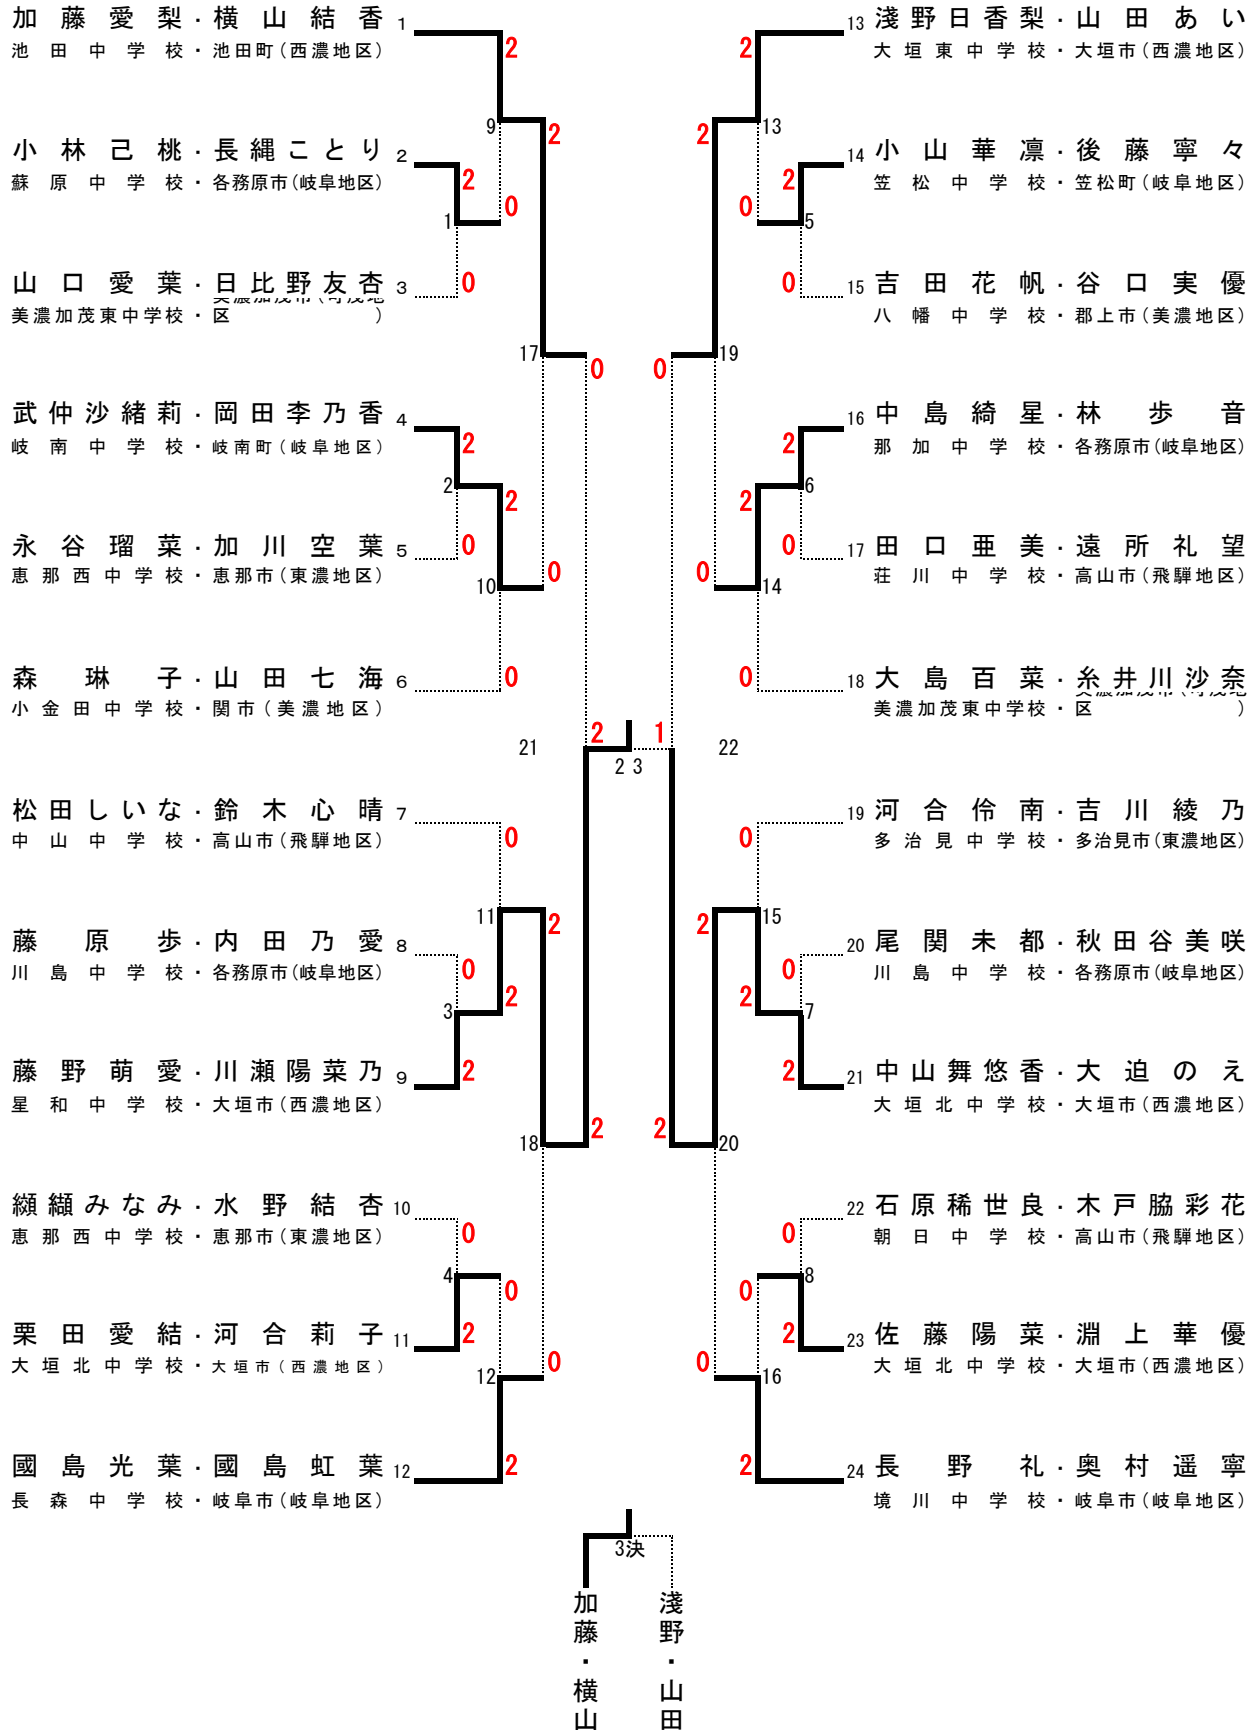 加藤愛梨・横山結香 1
池田中学校・池田町(西濃地区)
2
9
2
小林己桃・長縄ことり 2
蘇原中学校・各務原市(岐阜地区)
2
0
1
山口愛葉・日比野友杏 3
美濃加茂東中学校・区 )
0
17
0
武仲沙緒莉・岡田李乃香 4
岐南中学校・岐南町(岐阜地区)
2
2
2
永谷瑠菜・加川空葉 5
恵那西中学校・恵那市(東濃地区)
0
10
0
森琳子・山田七海 6
小金田中学校・関市(美濃地区)
0
21
2
松田しいな・鈴木心晴 7
中山中学校・高山市(飛騨地区)
0
11
2
藤原歩・内田乃愛 8
川島中学校・各務原市(岐阜地区)
0
2
3
藤野萌愛・川瀬陽菜乃 9
星和中学校・大垣市(西濃地区)
2
18
2
纐纈みなみ・水野結杏 10
恵那西中学校・恵那市(東濃地区)
0
4
0
栗田愛結・河合莉子 11
大垣北中学校・大垣市(西濃地区)
2
12
0
國島光葉・國島虹葉 12
長森中学校・岐阜市(岐阜地区)
2
23
13 淺野日香梨・山田あい
大垣東中学校・大垣市(西濃地区)
2
13
2
14 小山華凛・後藤寧々
笠松中学校・笠松町(岐阜地区)
2
0
5
15 吉田花帆・谷口実優
八幡中学校・郡上市(美濃地区)
0
19
0
16 中島綺星・林歩音
那加中学校・各務原市(岐阜地区)
2
6
2
17 田口亜美・遠所礼望
荘川中学校・高山市(飛騨地区)
0
14
0
18 大島百菜・糸井川沙奈
美濃加茂東中学校・区 )
0
22
1
19 河合伶南・吉川綾乃
多治見中学校・多治見市(東濃地区)
0
15
2
20 尾関未都・秋田谷美咲
川島中学校・各務原市(岐阜地区)
0
2
7
21 中山舞悠香・大迫のえ
大垣北中学校・大垣市(西濃地区)
2
20
2
22 石原稀世良・木戸脇彩花
朝日中学校・高山市(飛騨地区)
0
8
0
23 佐藤陽菜・淵上華優
大垣北中学校・大垣市(西濃地区)
2
16
0
24 長野礼・奥村遥寧
境川中学校・岐阜市(岐阜地区)
2
3決
加藤・横山
淺野・山田